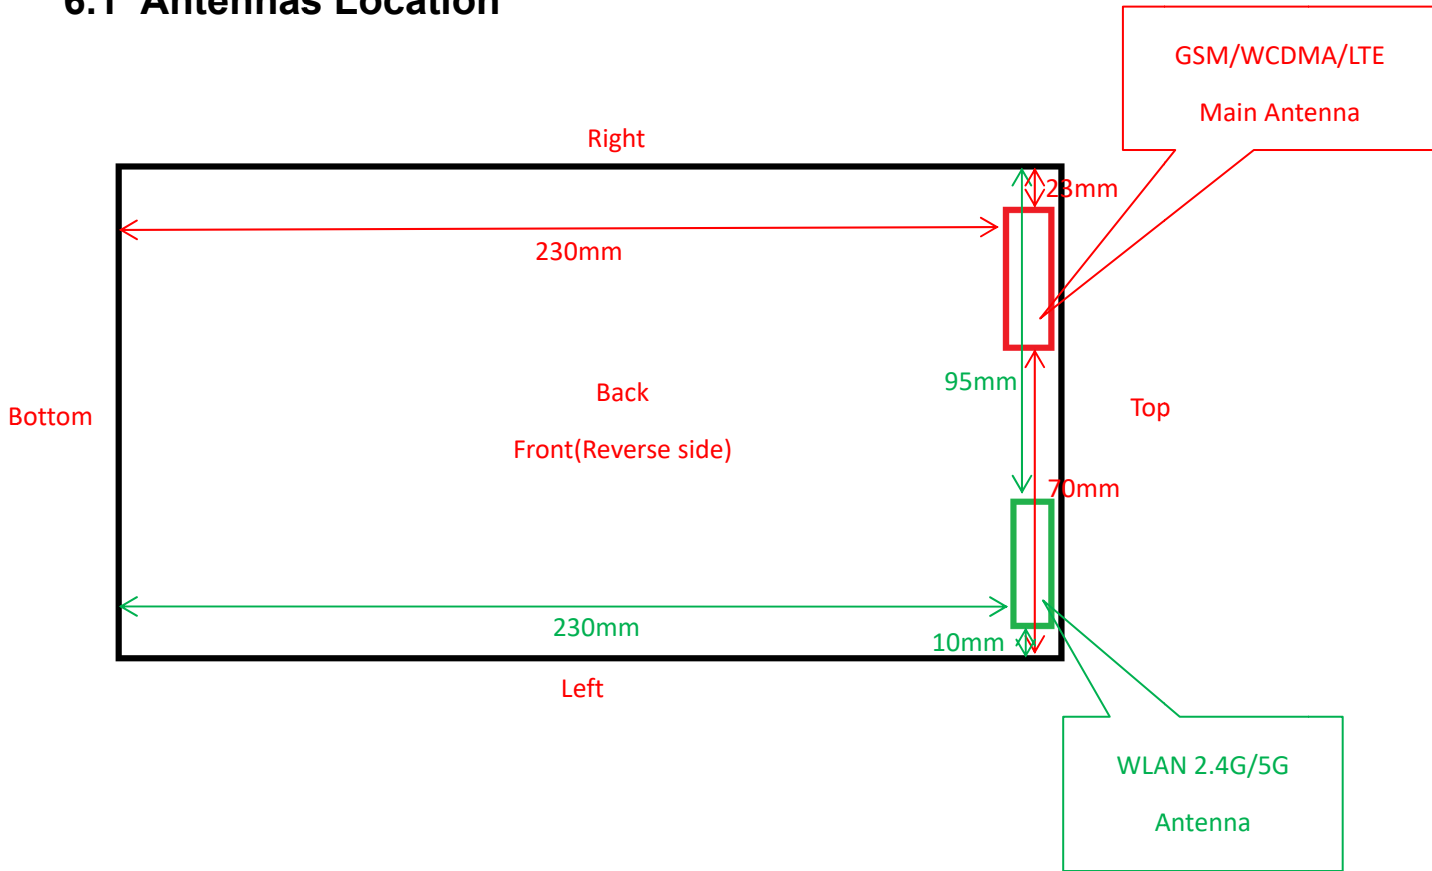 6.1 Antennas Location
GSM/WCDMA/LTE
Main Antenna
Right
23mm
230mm
95mm
Back
Bottom
Top
Front(Reverse side)
70mm
230mm
10mm
Left
WLAN 2.4G/5G
Antenna